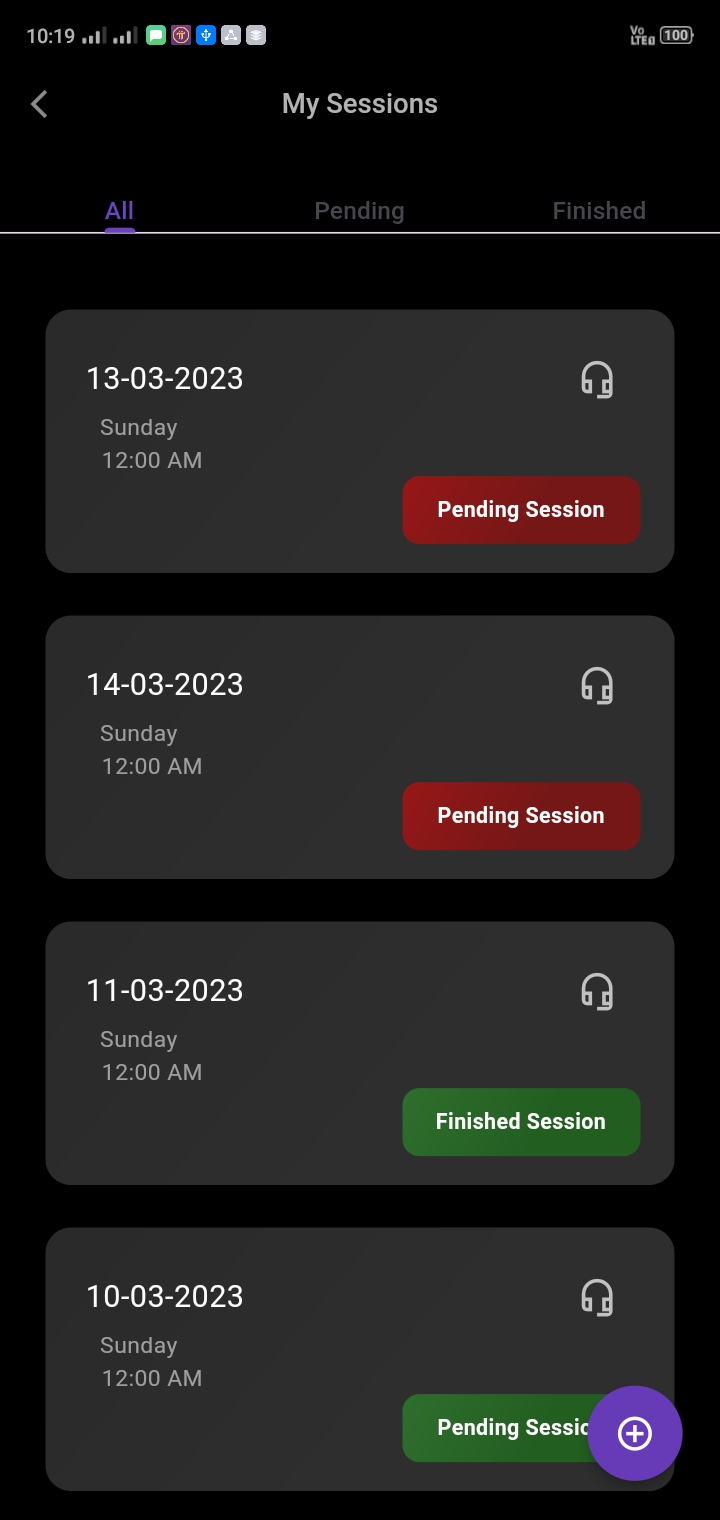 10:19 Vo LTE 100
My Sessions
All Pending Finished
13-03-2023
Sunday
12:00 AM
Pending Session
14-03-2023
Sunday
12:00 AM
Pending Session
11-03-2023
Sunday
12:00 AM
Finished Session
10-03-2023
Sunday
12:00 AM
Pending Sessio